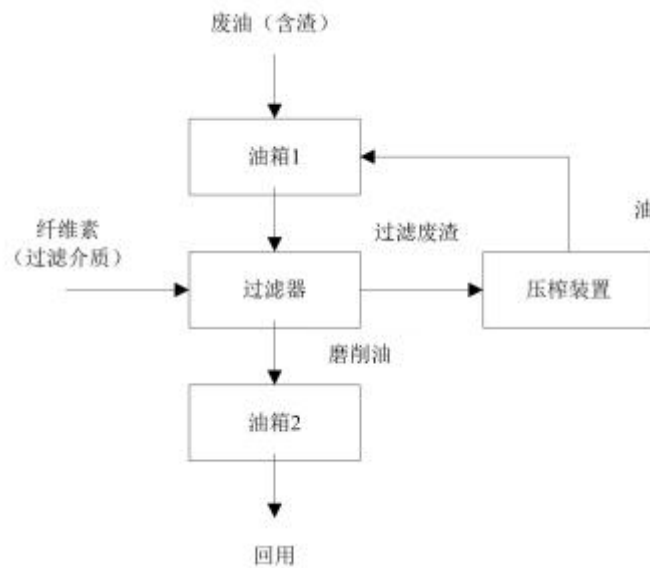 废油（含渣）
油箱1
纤维素
（过滤介质）
过滤废渣
油
过滤器
压榨装置
磨削油
油箱2
回用